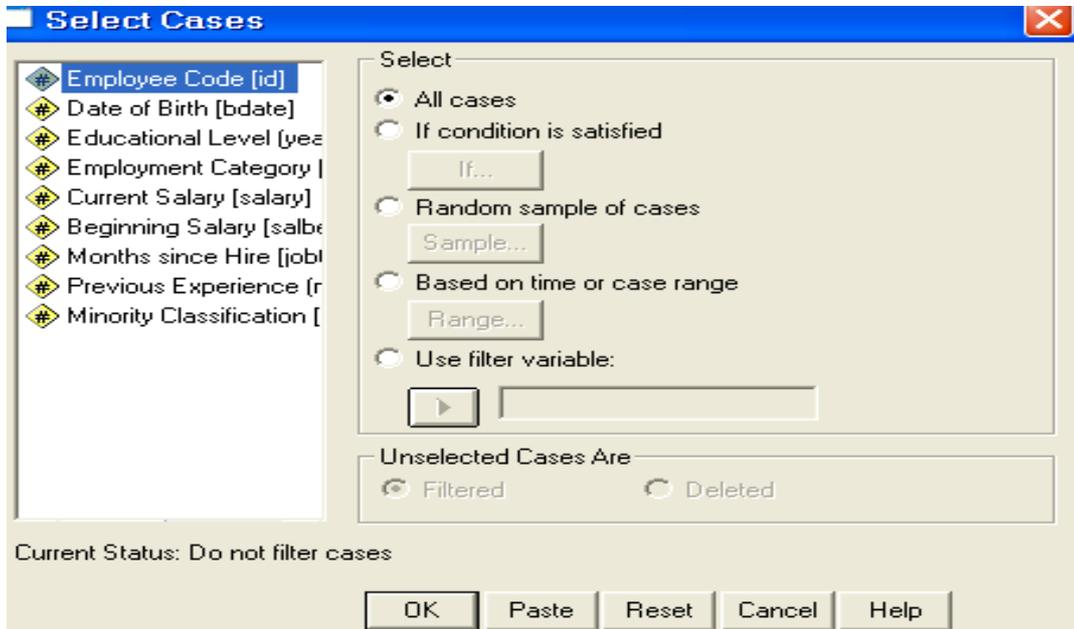 Select Cases
Employee Code [id]
Date of Birth [bdate]
Educational Level (yea
Employment Category [
Current Salary [salary]
Beginning Salary [salbe
Months since Hire [jobt
Previous Experience (r
Minority Classification [
Select
All cases
If condition is satisfied
If...
Random sample of cases
Sample...
Based on time or case range
Range...
Use filter variable:
Unselected Cases Are
Filtered
Deleted
Current Status: Do not filter cases
OK
Paste
Reset
Cancel
Help